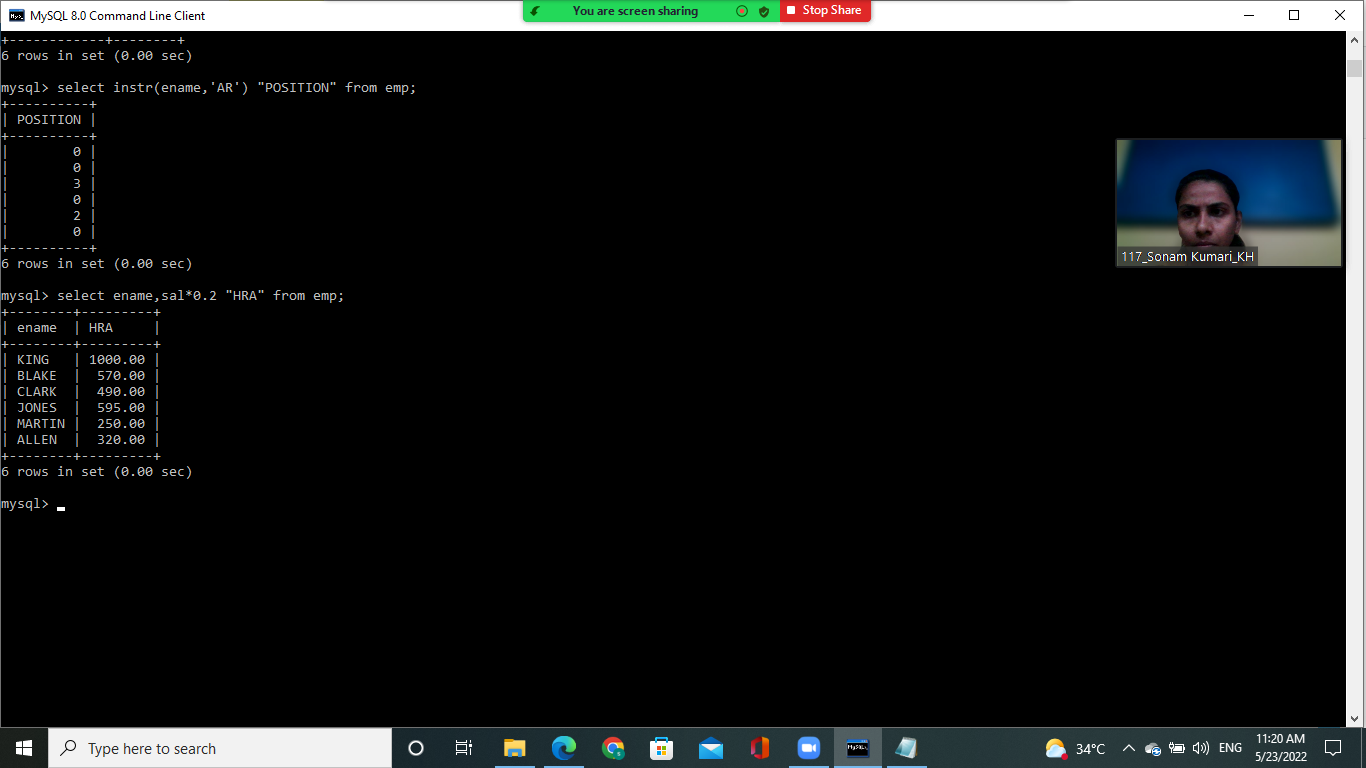 MySQL 8.0 Command Line Client
You are screen sharing
Stop Share
+------------+--------+
6 rows in set (0.00 sec)
mysql> select instr(ename,'AR') "POSITION" from emp;
+----------+
| POSITION |
+----------+
|        0 |
|        0 |
|        3 |
|        0 |
|        2 |
|        0 |
+----------+
6 rows in set (0.00 sec)
mysql> select ename,sal*0.2 "HRA" from emp;
+--------+---------+
| ename  | HRA     |
+--------+---------+
| KING   | 1000.00 |
| BLAKE  |  570.00 |
| CLARK  |  490.00 |
| JONES  |  595.00 |
| MARTIN |  250.00 |
| ALLEN  |  320.00 |
+--------+---------+
6 rows in set (0.00 sec)
mysql>
117_Sonam Kumari_KH
Type here to search
MySQL
34°C
ENG
11:20 AM
5/23/2022